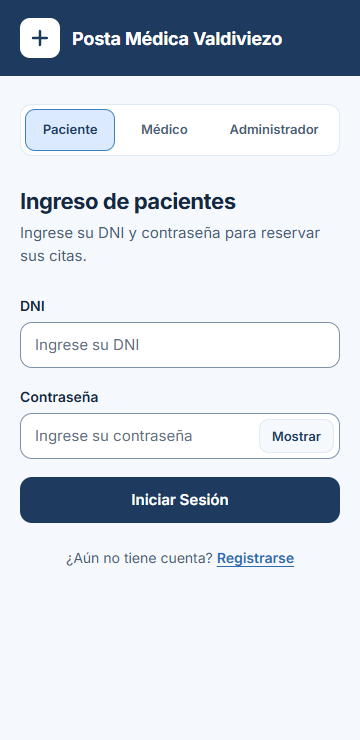 Posta Médica Valdiviezo
Paciente Médico Administrador
Ingreso de pacientes
Ingrese su DNI y contraseña para reservar
sus citas.
DNI
Ingrese su DNI
Contraseña
Ingrese su contraseña Mostrar
Iniciar Sesión
¿Aún no tiene cuenta? Registrarse